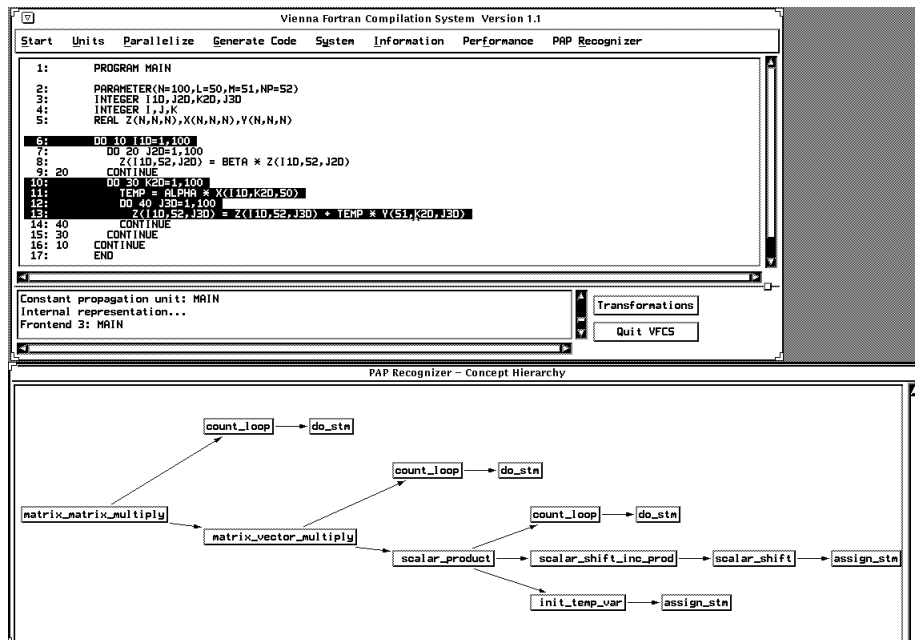 Vienna Fortran Compilation System Version 1.1
Start Units Parallelize Generate Code System Information Performance PAP Recognizer
1: PROGRAM MAIN
2: PARAMETER(N=100,L=50,M=51,NP=52)
3: INTEGER I1D,J2D,K2D,J3D
4: INTEGER I,J,K
5: REAL Z(N,N,N),X(N,N,N),Y(N,N,N)
6: DO 10 I1D=1,100
7: DO 20 J2D=1,100
8: Z(I1D,52,J2D) = BETA * Z(I1D,52,J2D)
9: 20 CONTINUE
10: DO 30 K2D=1,100
11: TEMP = ALPHA * X(I1D,K2D,50)
12: DO 40 J3D=1,100
13: Z(I1D,52,J3D) = Z(I1D,52,J3D) + TEMP * Y(51,K2D,J3D)
14: 40 CONTINUE
15: 30 CONTINUE
16: 10 CONTINUE
17: END
Constant propagation unit: MAIN
Internal representation...
Frontend 3: MAIN
Transformations
Quit VFCS
PAP Recognizer – Concept Hierarchy
count_loop do_stm
count_loop do_stm
matrix_matrix_multiply count_loop do_stm
matrix_vector_multiply
scalar_product scalar_shift_inc_prod scalar_shift assign_stm
init_temp_var assign_stm